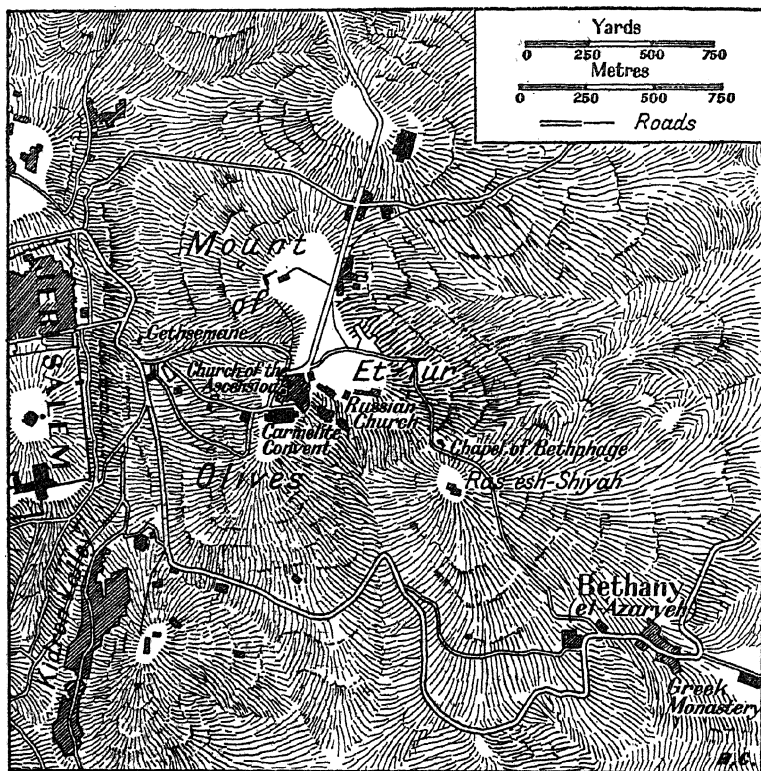 Yards
0 250 500 750
Metres
0 250 500 750
Roads
Mount
of
Olives
JERUSALEM
Gethsemane
Church of the
Ascension
Et-Tur
Russian
Church
Carmelite
Convent
Chapel of Bethphage
Ras esh-Shiyah
Bethany
el-Azaryeh
Greek
Monastery
Valley